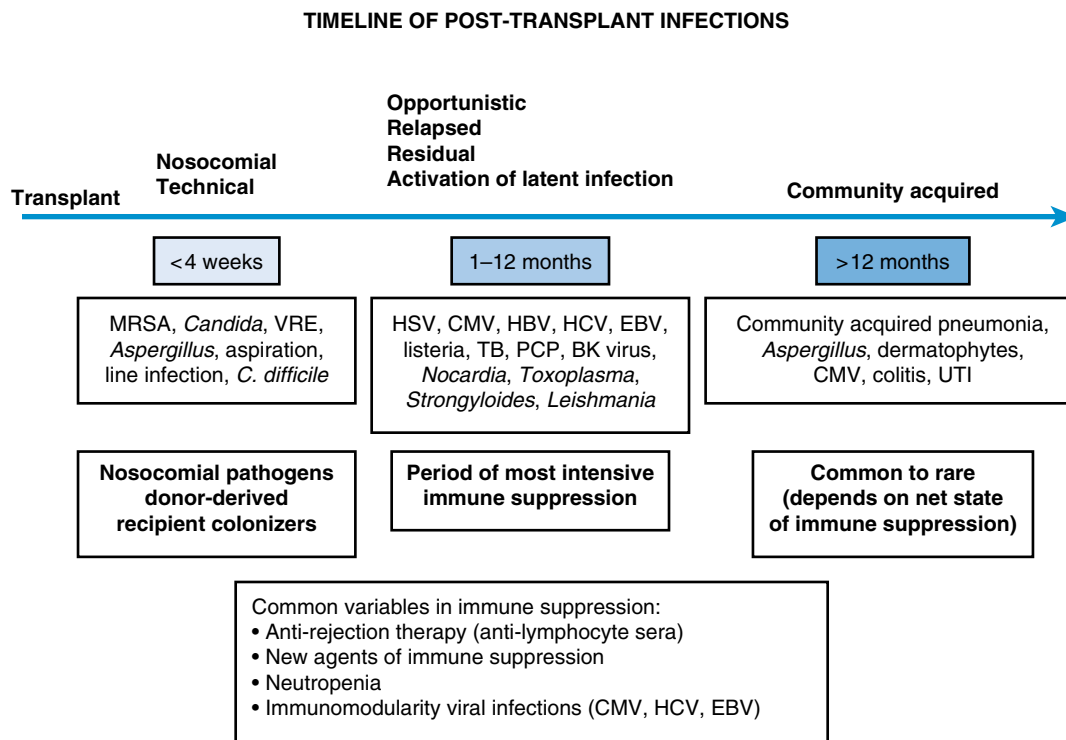 TIMELINE OF POST-TRANSPLANT INFECTIONS
Transplant
Nosocomial
Technical
Opportunistic
Relapsed
Residual
Activation of latent infection
Community acquired
<4 weeks
1–12 months
>12 months
MRSA, Candida, VRE,
Aspergillus, aspiration,
line infection, C. difficile
HSV, CMV, HBV, HCV, EBV,
listeria, TB, PCP, BK virus,
Nocardia, Toxoplasma,
Strongyloides, Leishmania
Community acquired pneumonia,
Aspergillus, dermatophytes,
CMV, colitis, UTI
Nosocomial pathogens
donor-derived
recipient colonizers
Period of most intensive
immune suppression
Common to rare
(depends on net state
of immune suppression)
Common variables in immune suppression:
• Anti-rejection therapy (anti-lymphocyte sera)
• New agents of immune suppression
• Neutropenia
• Immunomodularity viral infections (CMV, HCV, EBV)